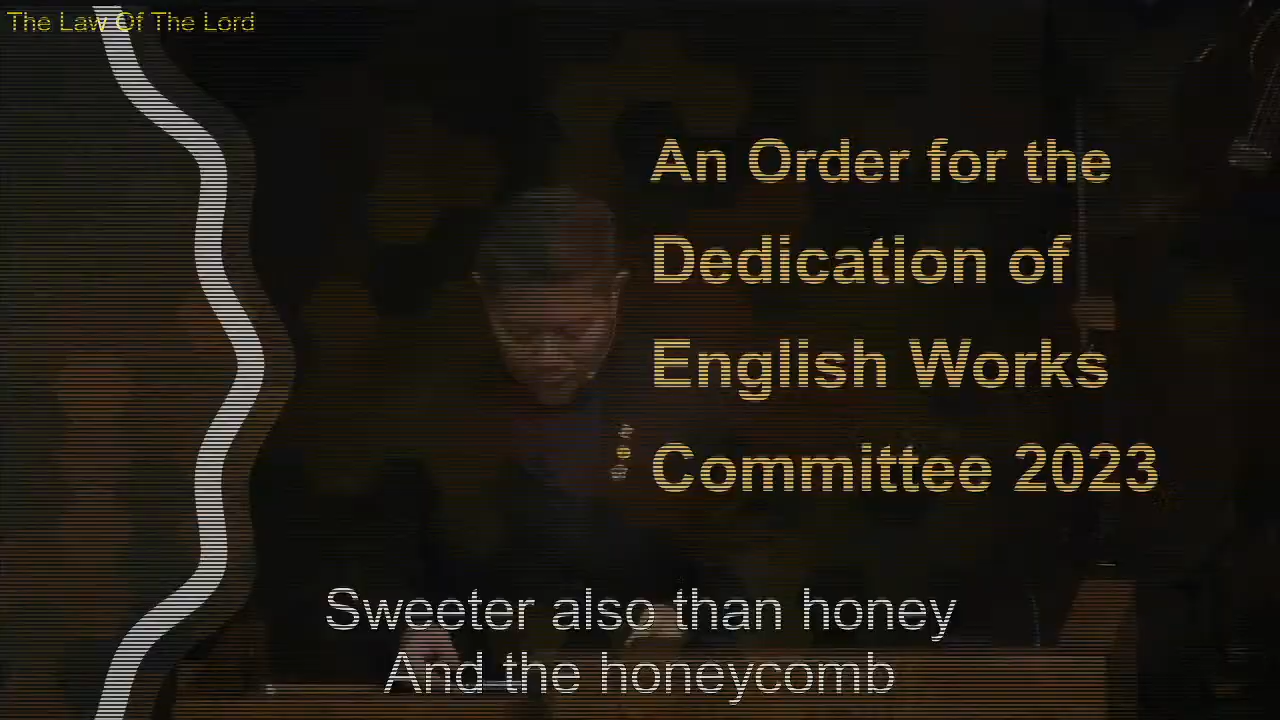 The Law Of The Lord
An Order for the
Dedication of
English Works
Committee 2023
Sweeter also than honey
And the honeycomb